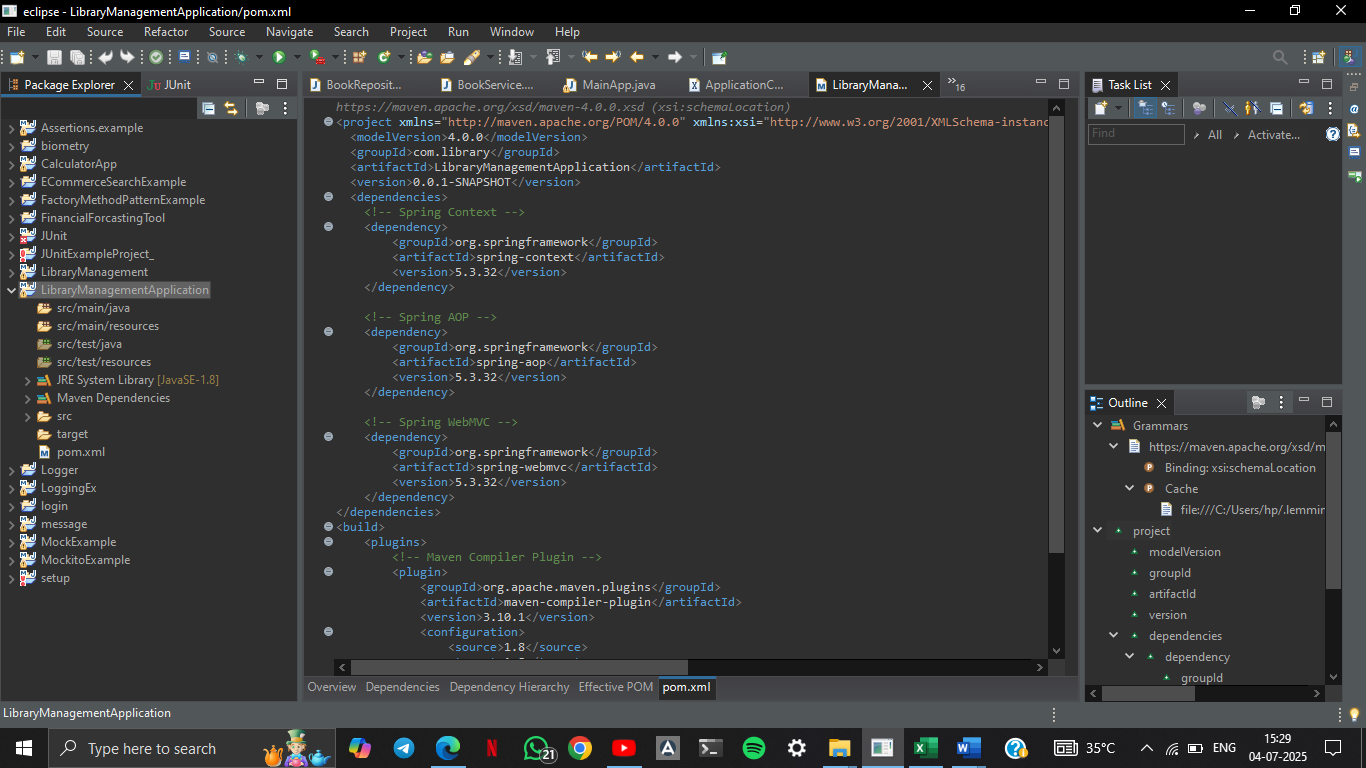 eclipse - LibraryManagementApplication/pom.xml
File Edit Source Refactor Source Navigate Search Project Run Window Help
Package Explorer
JUnit
Assertions.example
biometry
CalculatorApp
ECommerceSearchExample
FactoryMethodPatternExample
FinancialForcastingTool
JUnit
JUnitExampleProject_
LibraryManagement
LibraryManagementApplication
src/main/java
src/main/resources
src/test/java
src/test/resources
JRE System Library [JavaSE-1.8]
Maven Dependencies
src
target
pom.xml
Logger
LoggingEx
login
message
MockExample
MockitoExample
setup
BookReposit... BookService.... MainApp.java ApplicationC... LibraryMana... »16
https://maven.apache.org/xsd/maven-4.0.0.xsd (xsi:schemaLocation)
<project xmlns="http://maven.apache.org/POM/4.0.0" xmlns:xsi="http://www.w3.org/2001/XMLSchema-instanc
<modelVersion>4.0.0</modelVersion>
<groupId>com.library</groupId>
<artifactId>LibraryManagementApplication</artifactId>
<version>0.0.1-SNAPSHOT</version>
<dependencies>
<!-- Spring Context -->
<dependency>
<groupId>org.springframework</groupId>
<artifactId>spring-context</artifactId>
<version>5.3.32</version>
</dependency>
<!-- Spring AOP -->
<dependency>
<groupId>org.springframework</groupId>
<artifactId>spring-aop</artifactId>
<version>5.3.32</version>
</dependency>
<!-- Spring WebMVC -->
<dependency>
<groupId>org.springframework</groupId>
<artifactId>spring-webmvc</artifactId>
<version>5.3.32</version>
</dependency>
</dependencies>
<build>
<plugins>
<!-- Maven Compiler Plugin -->
<plugin>
<groupId>org.apache.maven.plugins</groupId>
<artifactId>maven-compiler-plugin</artifactId>
<version>3.10.1</version>
<configuration>
<source>1.8</source>
Overview Dependencies Dependency Hierarchy Effective POM pom.xml
Task List
Find All Activate...
Outline
Grammars
https://maven.apache.org/xsd/m
Binding: xsi:schemaLocation
Cache
file:///C:/Users/hp/.lemmin
project
modelVersion
groupId
artifactId
version
dependencies
dependency
groupId
LibraryManagementApplication
Type here to search
21
35°C
ENG
15:29
04-07-2025